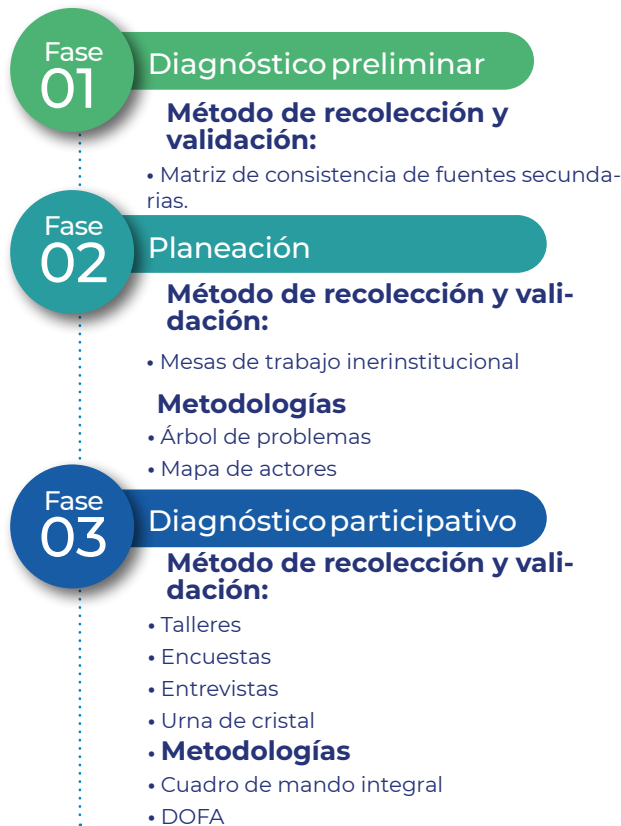 Fase
01
Diagnóstico preliminar
Método de recolección y
validación:
• Matriz de consistencia de fuentes secunda-
rias.
Fase
02
Planeación
Método de recolección y vali-
dación:
• Mesas de trabajo inerinstitucional
Metodologías
• Árbol de problemas
• Mapa de actores
Fase
03
Diagnóstico participativo
Método de recolección y vali-
dación:
• Talleres
• Encuestas
• Entrevistas
• Urna de cristal
• Metodologías
• Cuadro de mando integral
• DOFA